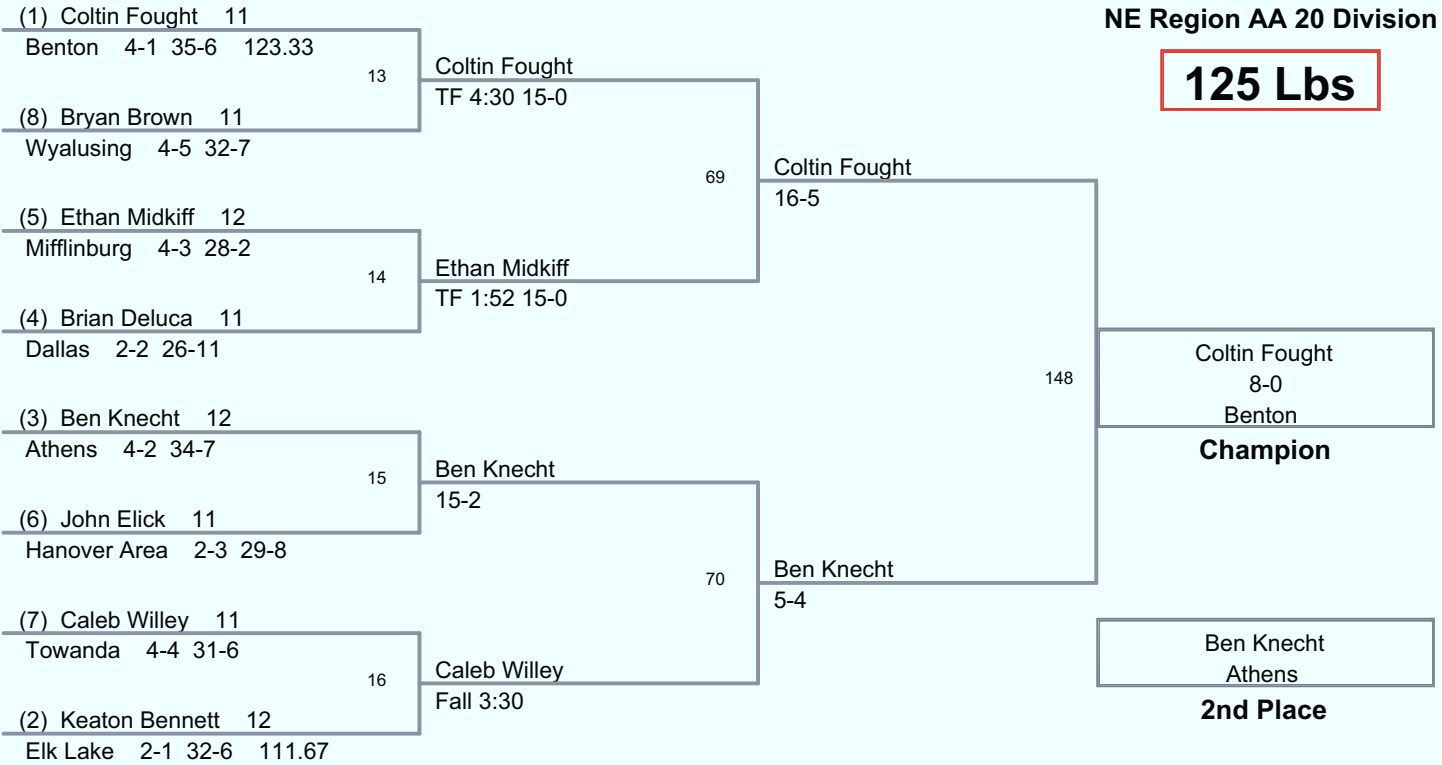 (1) Coltin Fought 11
Benton 4-1 35-6 123.33
13
(8) Bryan Brown 11
Wyalusing 4-5 32-7
Coltin Fought
TF 4:30 15-0
(5) Ethan Midkiff 12
Mifflinburg 4-3 28-2
14
(4) Brian Deluca 11
Dallas 2-2 26-11
Ethan Midkiff
TF 1:52 15-0
69
Coltin Fought
16-5
(3) Ben Knecht 12
Athens 4-2 34-7
15
(6) John Elick 11
Hanover Area 2-3 29-8
Ben Knecht
15-2
(7) Caleb Willey 11
Towanda 4-4 31-6
16
(2) Keaton Bennett 12
Elk Lake 2-1 32-6 111.67
Caleb Willey
Fall 3:30
70
Ben Knecht
5-4
148
NE Region AA 20 Division
125 Lbs
Coltin Fought
8-0
Benton
Champion
Ben Knecht
Athens
2nd Place